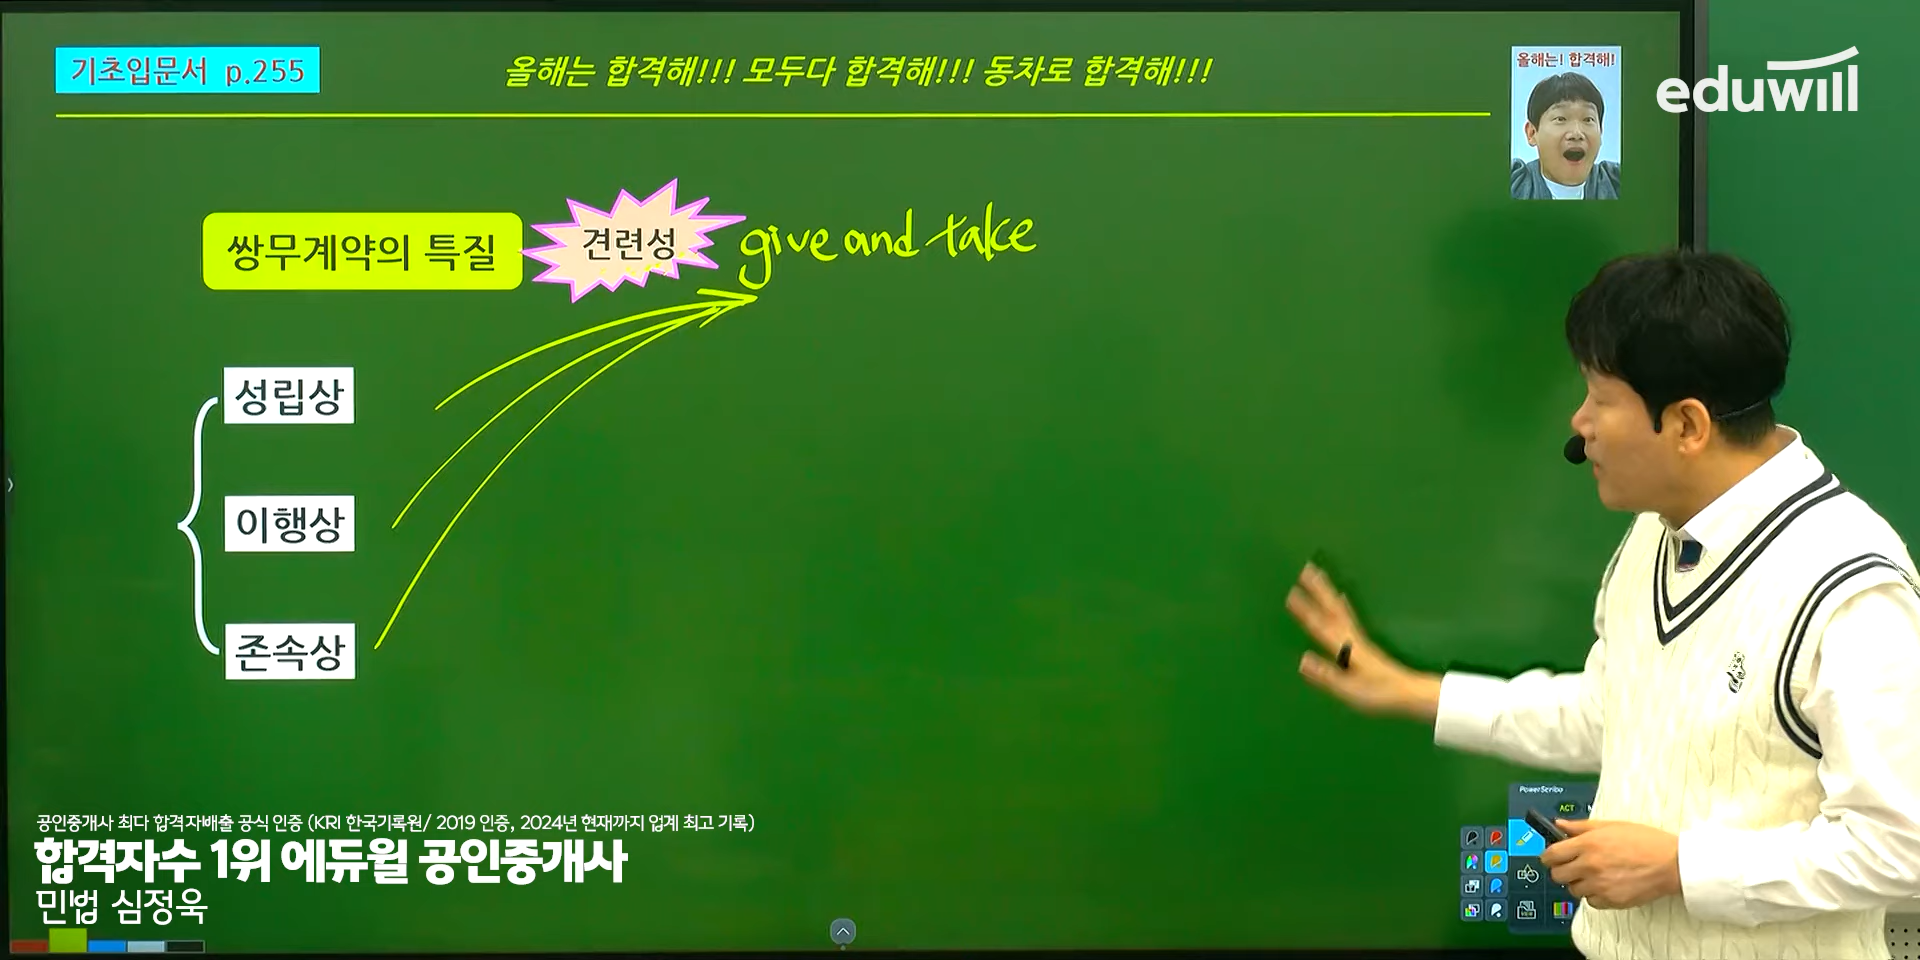 기초입문서 p.255
올해는 합격해!!! 모두다 합격해!!! 동차로 합격해!!!
올해는! 합격해!
eduwill
쌍무계약의 특질
견련성
give and take
성립상
이행상
존속상
PowerScribo
ACT
공인중개사 최다 합격자배출 공식 인증 (KRI 한국기록원/ 2019 인증, 2024년 현재까지 업계 최고 기록)
합격자수 1위 에듀윌 공인중개사
민법 심정욱